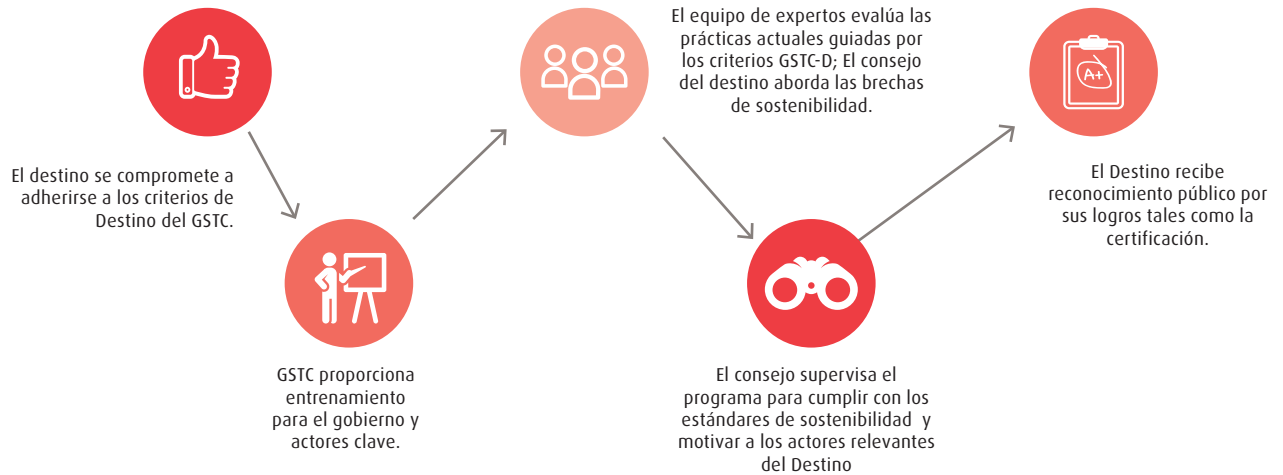 El destino se compromete a
adherirse a los criterios de
Destino del GSTC.
GSTC proporciona
entrenamiento
para el gobierno y
actores clave.
El equipo de expertos evalúa las
prácticas actuales guiadas por
los criterios GSTC-D; El consejo
del destino aborda las brechas
de sostenibilidad.
El consejo supervisa el
programa para cumplir con los
estándares de sostenibilidad y
motivar a los actores relevantes
del Destino
A+
El Destino recibe
reconocimiento público por
sus logros tales como la
certificación.